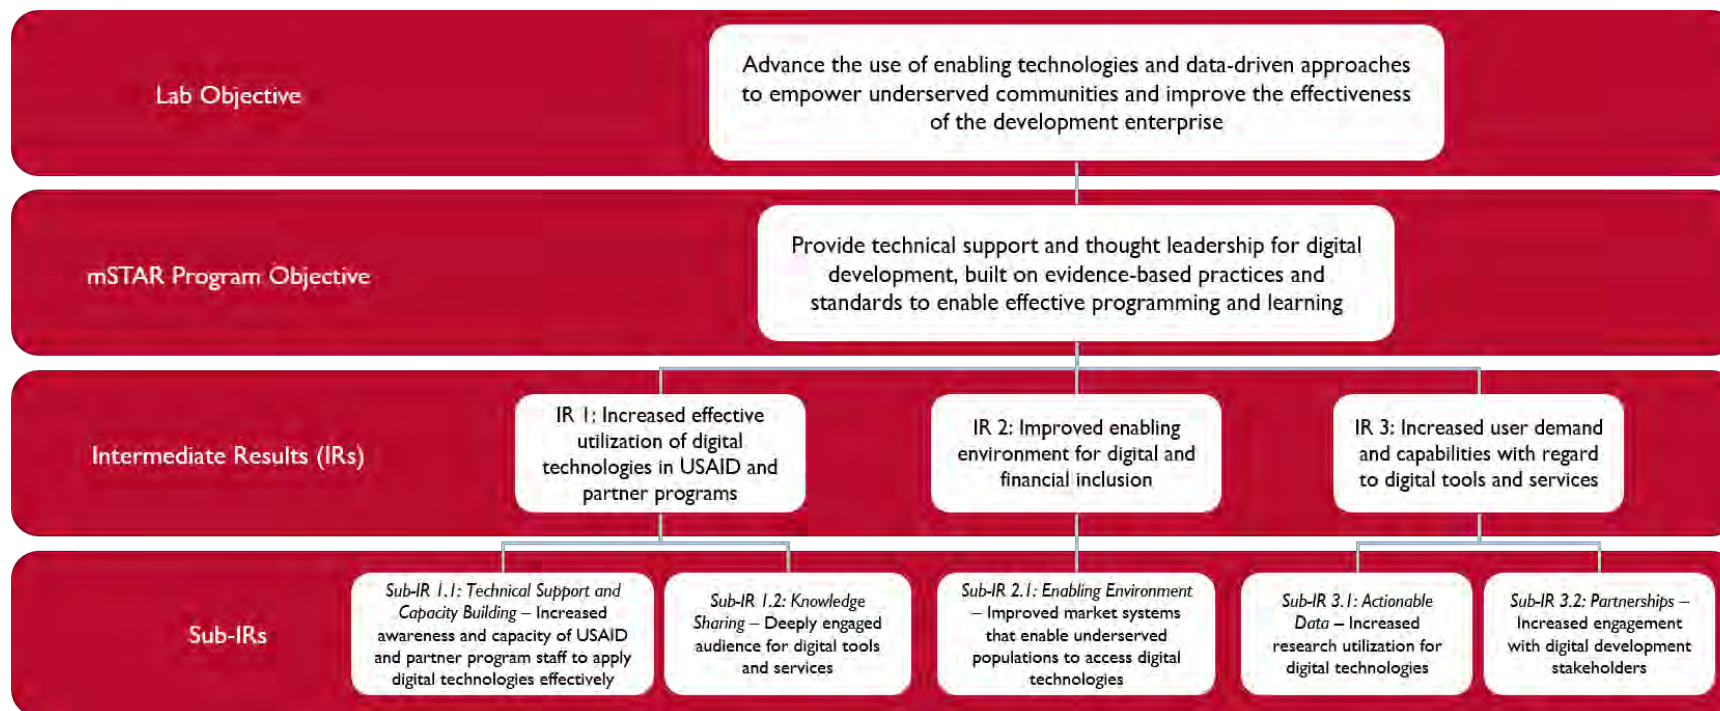 Lab Objective
Advance the use of enabling technologies and data-driven approaches
to empower underserved communities and improve the effectiveness
of the development enterprise
mSTAR Program Objective
Provide technical support and thought leadership for digital
development, built on evidence-based practices and
standards to enable effective programming and learning
Intermediate Results (IRs)
IR 1: Increased effective
utilization of digital
technologies in USAID and
partner programs
IR 2: Improved enabling
environment for digital and
financial inclusion
IR 3: Increased user demand
and capabilities with regard
to digital tools and services
Sub-IRs
Sub-IR 1.1: Technical Support and
Capacity Building – Increased
awareness and capacity of USAID
and partner program staff to apply
digital technologies effectively
Sub-IR 1.2: Knowledge
Sharing – Deeply engaged
audience for digital tools
and services
Sub-IR 2.1: Enabling Environment
– Improved market systems
that enable underserved
populations to access digital
technologies
Sub-IR 3.1: Actionable
Data – Increased
research utilization for
digital technologies
Sub-IR 3.2: Partnerships –
Increased engagement
with digital development
stakeholders